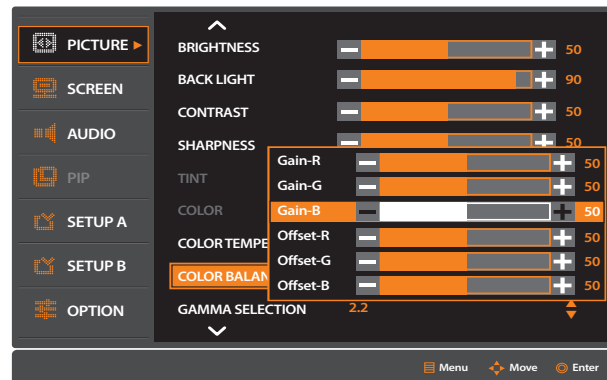 PICTURE
SCREEN
AUDIO
PIP
SETUP A
SETUP B
OPTION
BRIGHTNESS 50
BACK LIGHT 90
CONTRAST 50
SHARPNESS 50
TINT
COLOR
COLOR TEMPE
COLOR BALAN
GAMMA SELECTION 2.2
Gain-R 50
Gain-G 50
Gain-B 50
Offset-R 50
Offset-G 50
Offset-B 50
Menu Move Enter